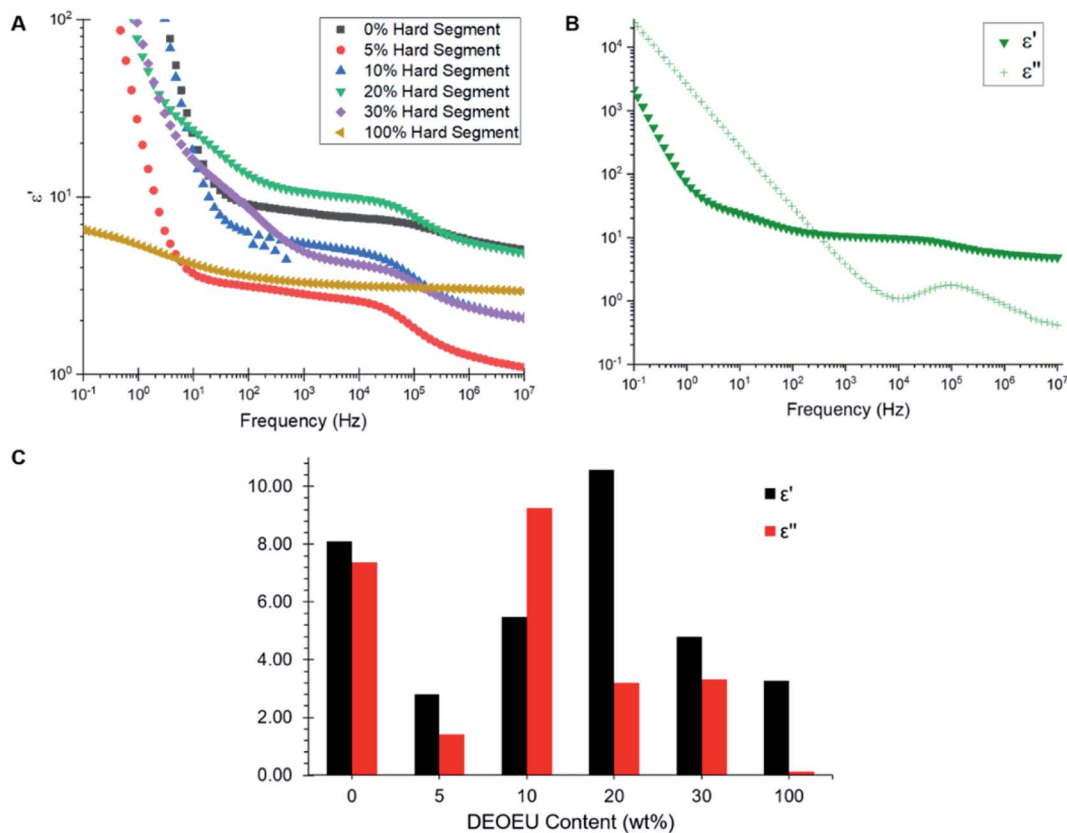 A
10²
10¹
10⁰
ε'
10⁻¹ 10⁰ 10¹ 10² 10³ 10⁴ 10⁵ 10⁶ 10⁷
Frequency (Hz)
0% Hard Segment
5% Hard Segment
10% Hard Segment
20% Hard Segment
30% Hard Segment
100% Hard Segment
B
10⁴
10³
10²
10¹
10⁰
10⁻¹
10⁻¹ 10⁰ 10¹ 10² 10³ 10⁴ 10⁵ 10⁶ 10⁷
Frequency (Hz)
ε'
ε"
C
10.00
8.00
6.00
4.00
2.00
0.00
0 5 10 20 30 100
DEOEU Content (wt%)
ε'
ε"